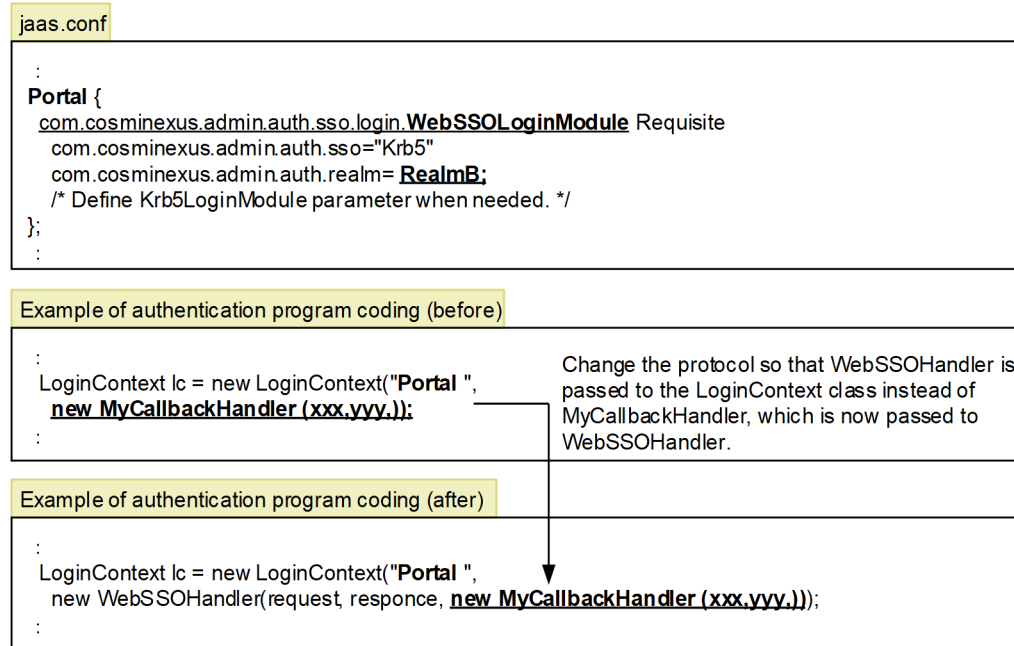 jaas.conf
:
Portal {
com.cosminexus.admin.auth.sso.login.WebSSOLoginModule Requisite
com.cosminexus.admin.auth.sso="Krb5"
com.cosminexus.admin.auth.realm= RealmB;
/* Define Krb5LoginModule parameter when needed. */
};
:
Example of authentication program coding (before)
:
LoginContext lc = new LoginContext("Portal ",
new MyCallbackHandler (xxx,yyy,));
:
Change the protocol so that WebSSOHandler is
passed to the LoginContext class instead of
MyCallbackHandler, which is now passed to
WebSSOHandler.
Example of authentication program coding (after)
:
LoginContext lc = new LoginContext("Portal ",
new WebSSOHandler(request, responce, new MyCallbackHandler (xxx,yyy,)));
: